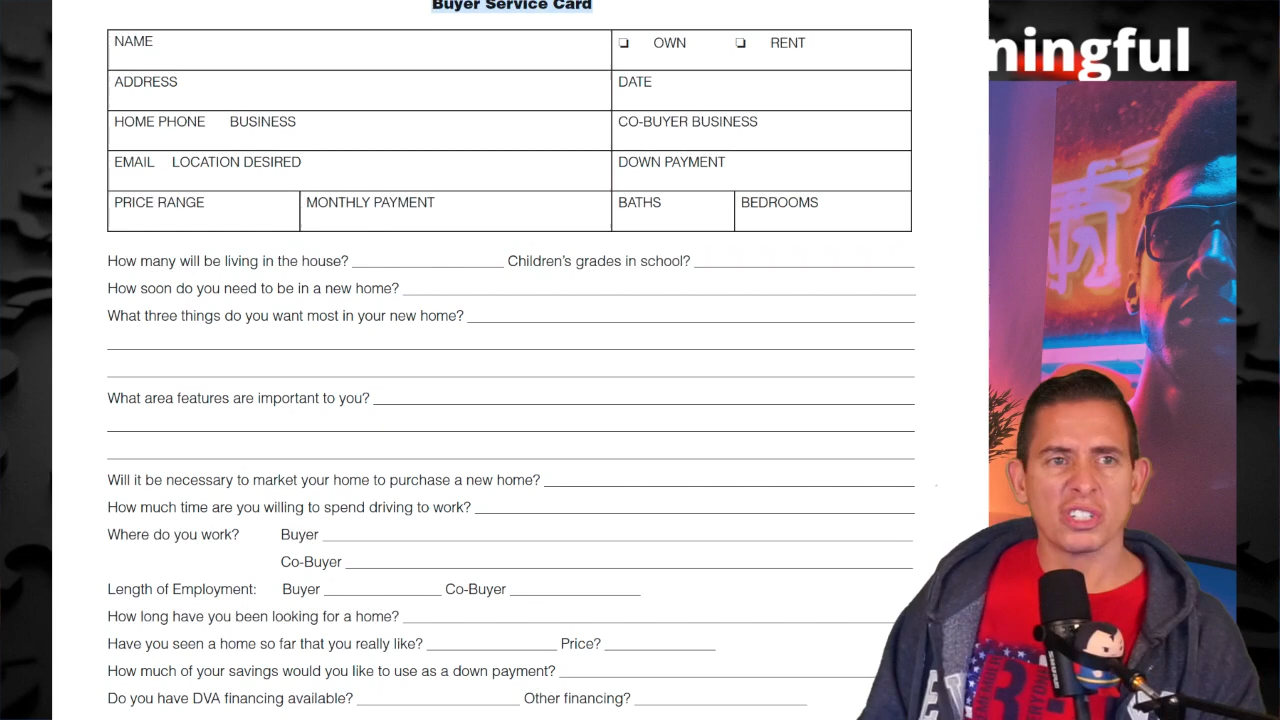 Buyer Service Card
ningful
NAME ❏ OWN ❏ RENT
ADDRESS DATE
HOME PHONE BUSINESS CO-BUYER BUSINESS
EMAIL LOCATION DESIRED DOWN PAYMENT
PRICE RANGE MONTHLY PAYMENT BATHS BEDROOMS
How many will be living in the house? Children's grades in school?
How soon do you need to be in a new home?
What three things do you want most in your new home?
What area features are important to you?
Will it be necessary to market your home to purchase a new home?
How much time are you willing to spend driving to work?
Where do you work? Buyer
Co-Buyer
Length of Employment: Buyer Co-Buyer
How long have you been looking for a home?
Have you seen a home so far that you really like? Price?
How much of your savings would you like to use as a down payment?
Do you have DVA financing available? Other financing?
SHURE